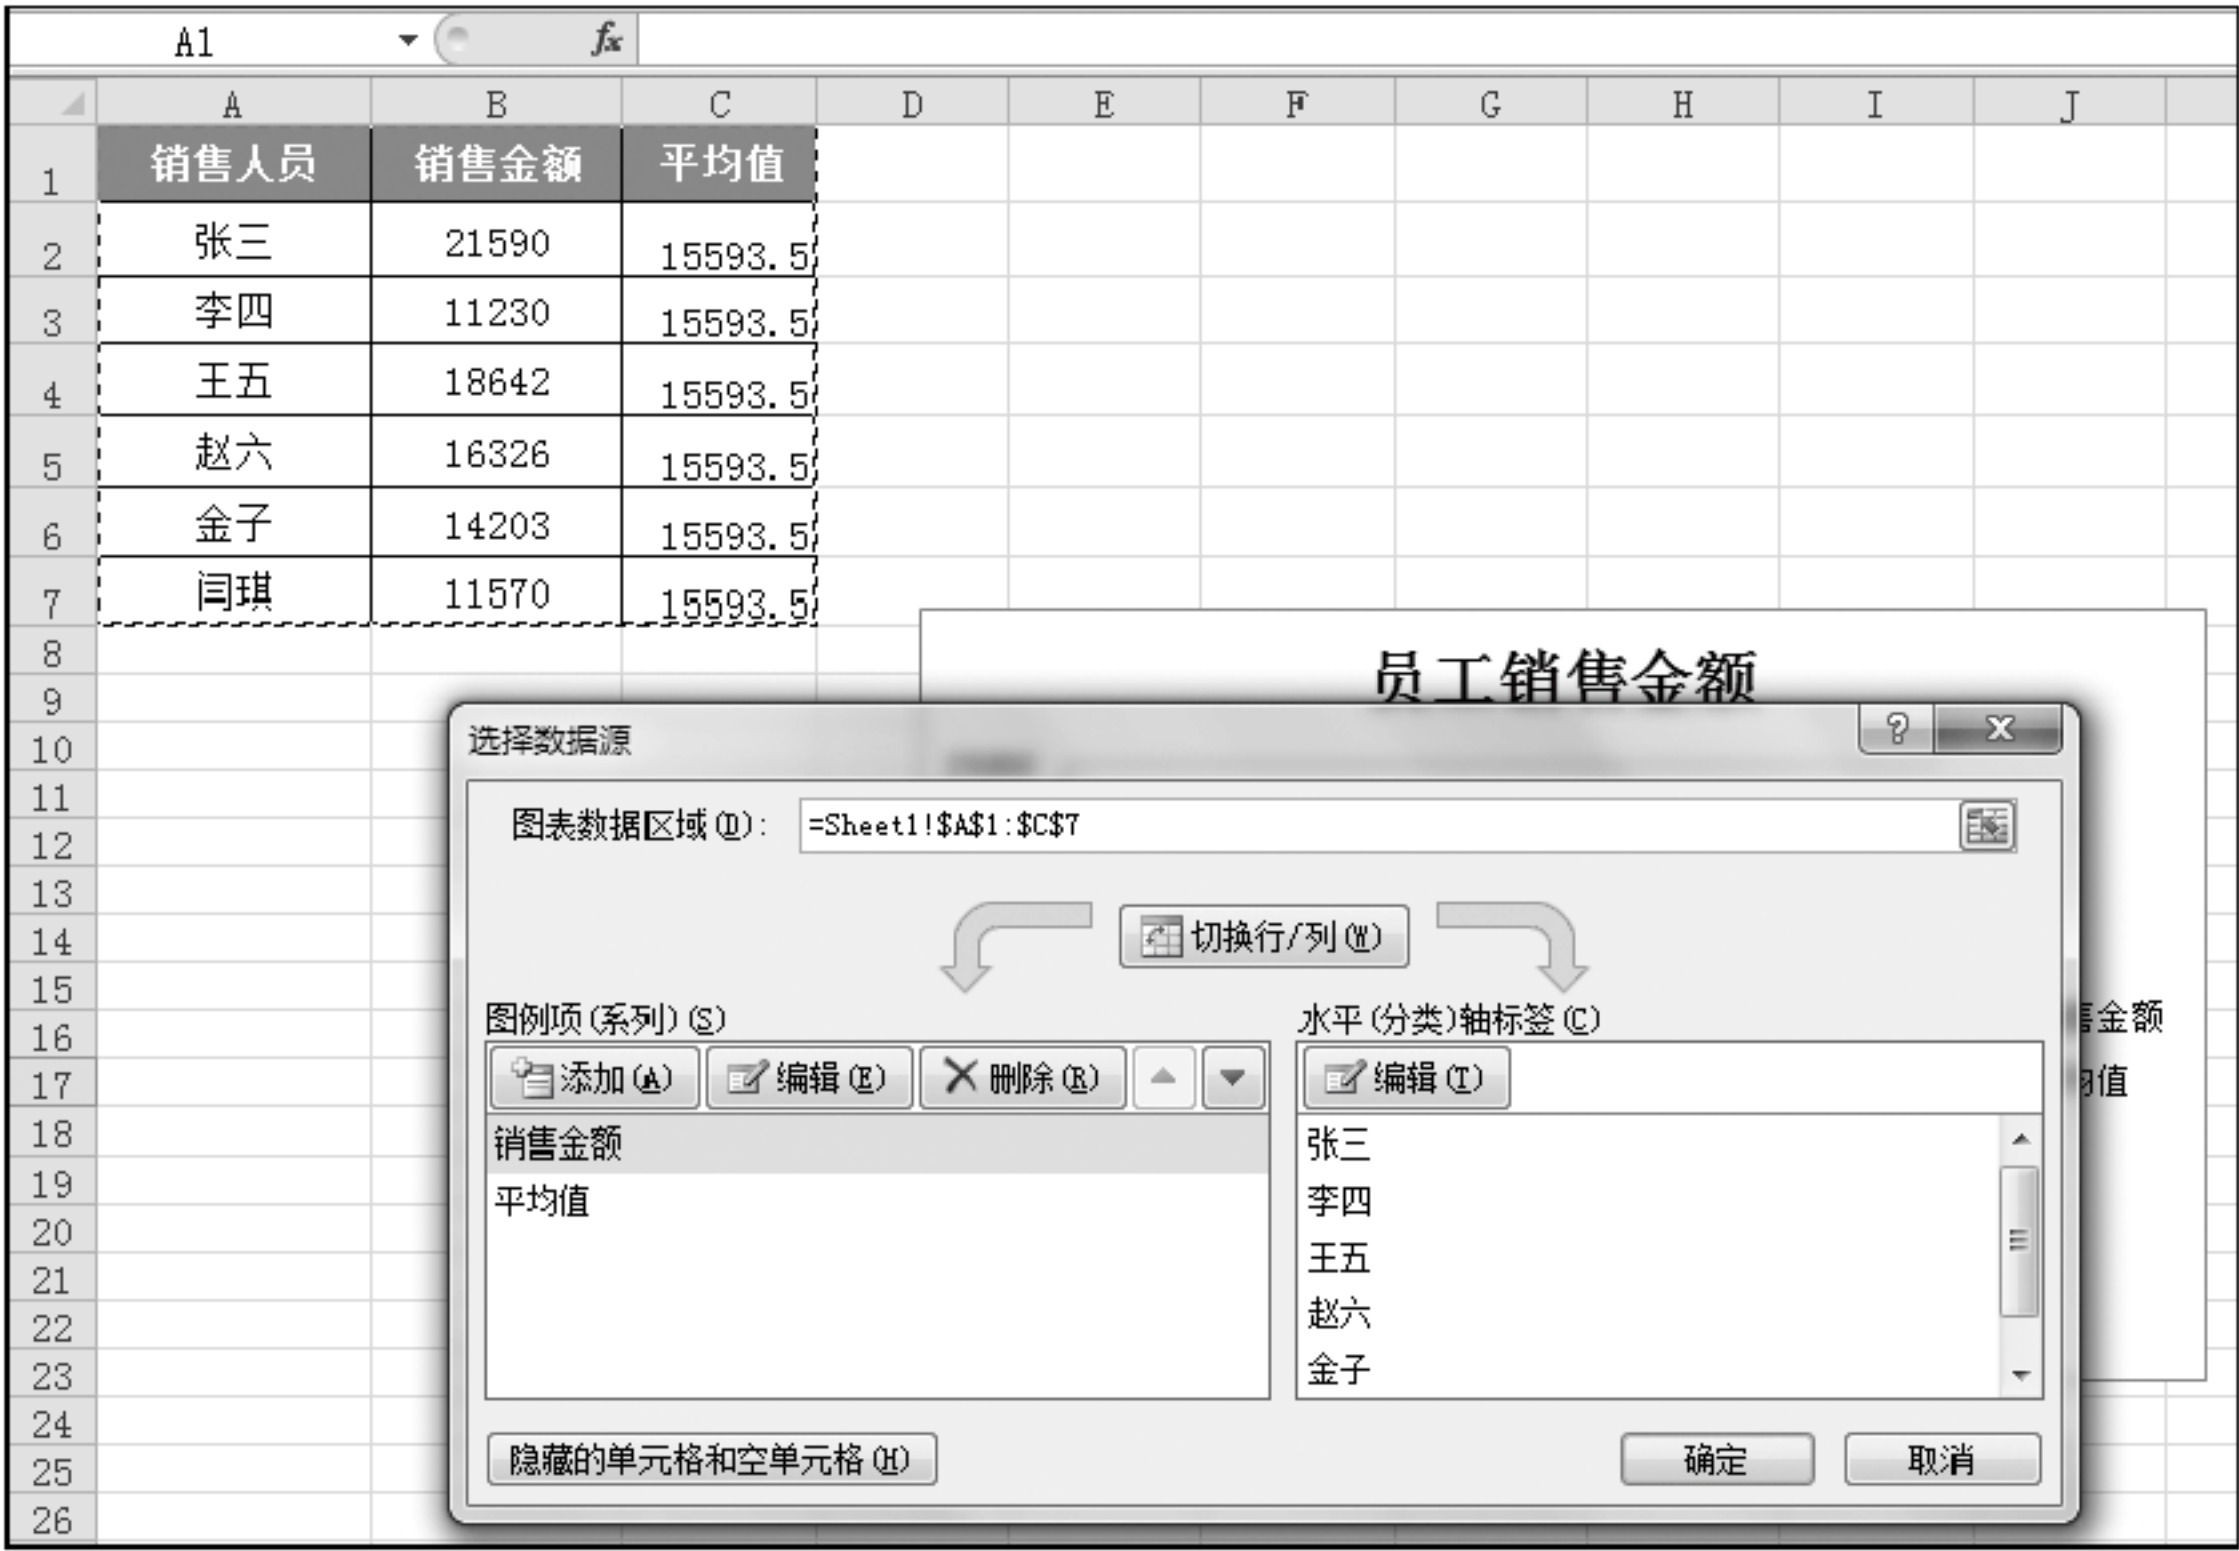 A1 fx
A B C D E F G H I J
1 销售人员 销售金额 平均值
2 张三 21590 15593.5
3 李四 11230 15593.5
4 王五 18642 15593.5
5 赵六 16326 15593.5
6 金子 14203 15593.5
7 闫琪 11570 15593.5
8
9
10
11
12
13
14
15
16
17
18
19
20
21
22
23
24
25
26
员工销售金额
选择数据源
图表数据区域(D): =Sheet1!$A$1:$C$7
切换行/列(W)
图例项(系列)(S) 水平(分类)轴标签(C)
添加(A) 编辑(E) 删除(R) 编辑(T)
销售金额 张三
平均值 李四
王五
赵六
金子
隐藏的单元格和空单元格(H) 确定 取消
售金额
均值